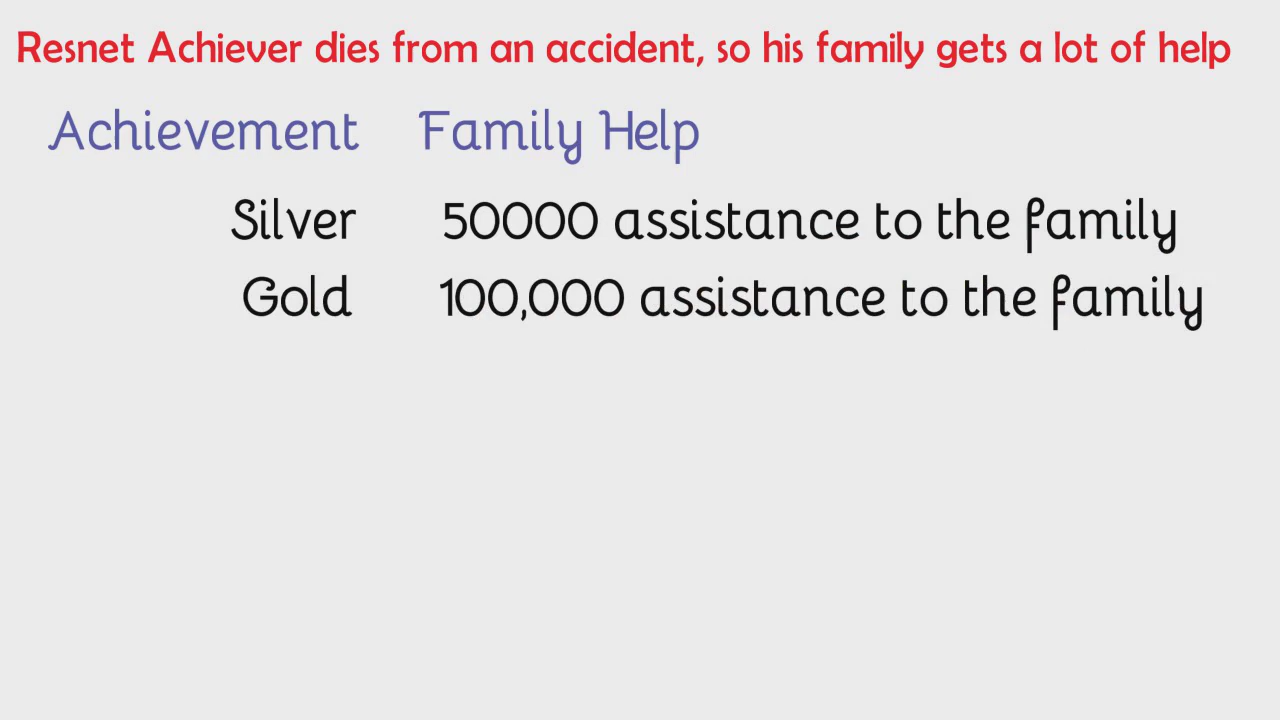 Resnet Achiever dies from an accident, so his family gets a lot of help
Achievement Family Help
Silver 50000 assistance to the family
Gold 100,000 assistance to the family